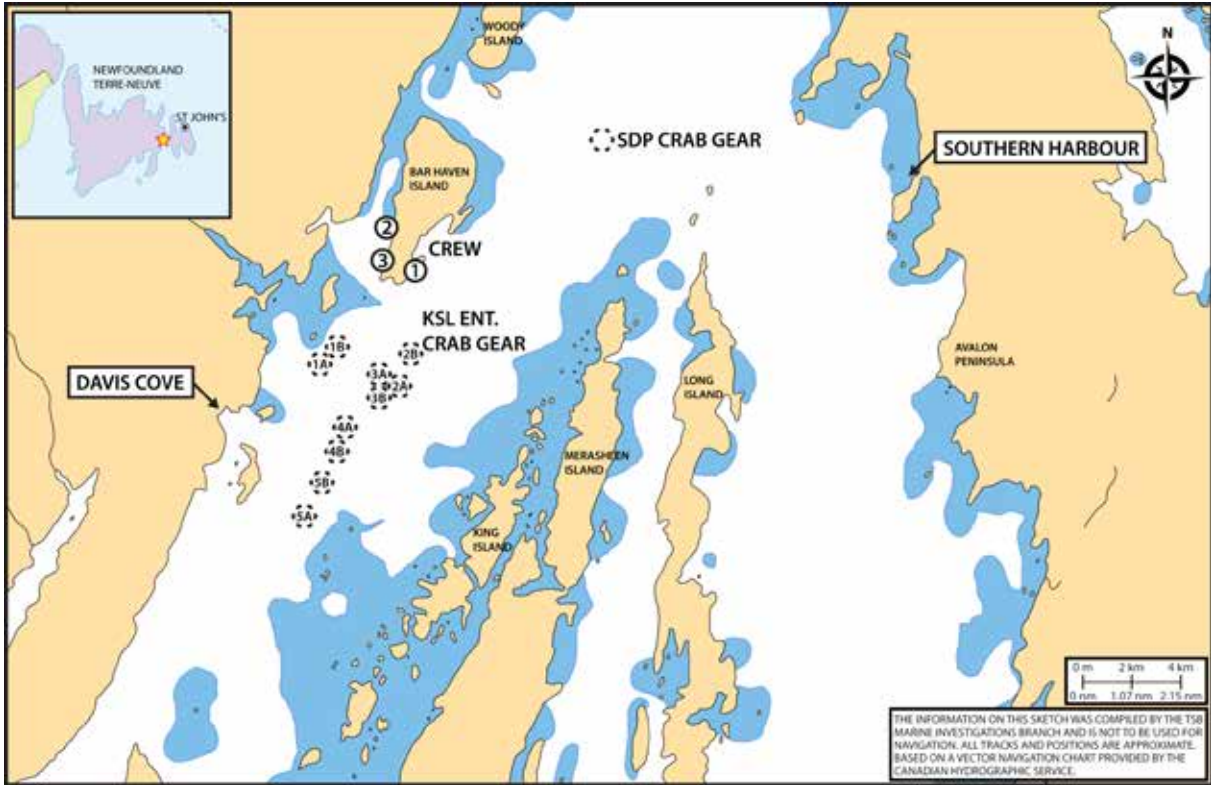 NEWFOUNDLAND
TERRE-NEUVE
ST JOHN'S
WOODY
ISLAND
N
SDP CRAB GEAR
SOUTHERN HARBOUR
BAR HAVEN
ISLAND
2
CREW
3
1
KSL ENT.
CRAB GEAR
1B
2B
1A
3A
2A
3B
DAVIS COVE
AVALON
PENINSULA
LONG
ISLAND
4A
4B
MERASHEEN
ISLAND
5B
5A
KING
ISLAND
0 m 2 km 4 km
0 nm 1.07 nm 2.15 nm
THE INFORMATION ON THIS SKETCH WAS COMPILED BY THE TSB
MARINE INVESTIGATIONS BRANCH AND IS NOT TO BE USED FOR
NAVIGATION. ALL TRACKS AND POSITIONS ARE APPROXIMATE.
BASED ON A VECTOR NAVIGATION CHART PROVIDED BY THE
CANADIAN HYDROGRAPHIC SERVICE.